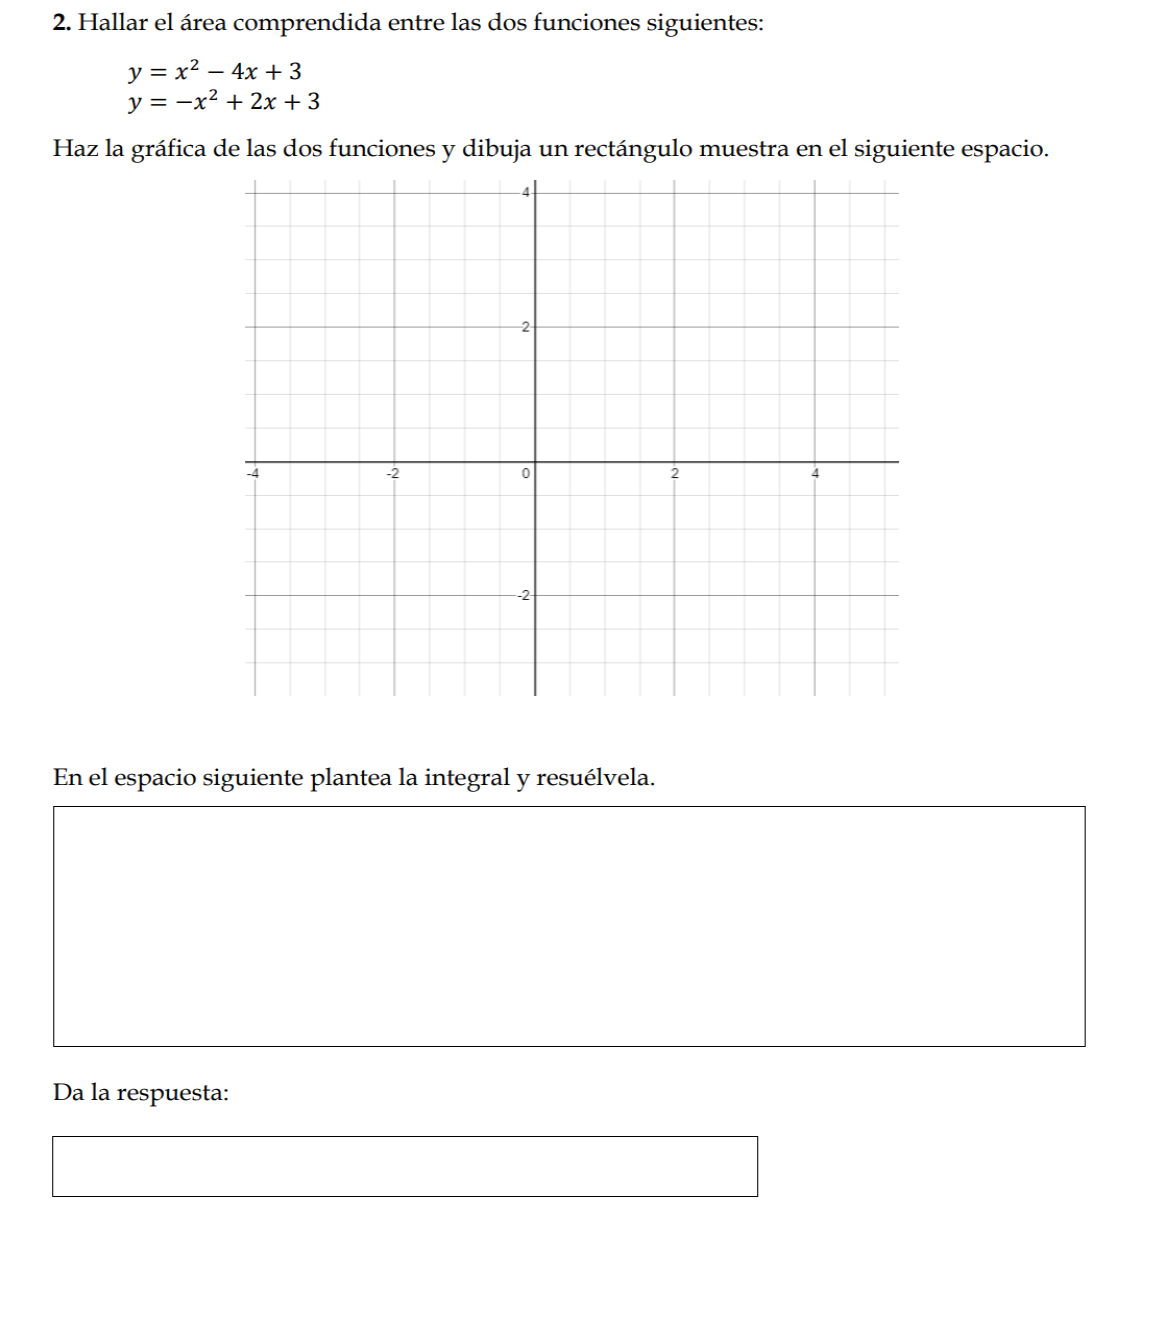 2. Hallar el área comprendida entre las dos funciones siguientes:
y = x² − 4x + 3
y = −x² + 2x + 3
Haz la gráfica de las dos funciones y dibuja un rectángulo muestra en el siguiente espacio.
4
2
-4 -2 0 2 4
-2
En el espacio siguiente plantea la integral y resuélvela.
Da la respuesta: